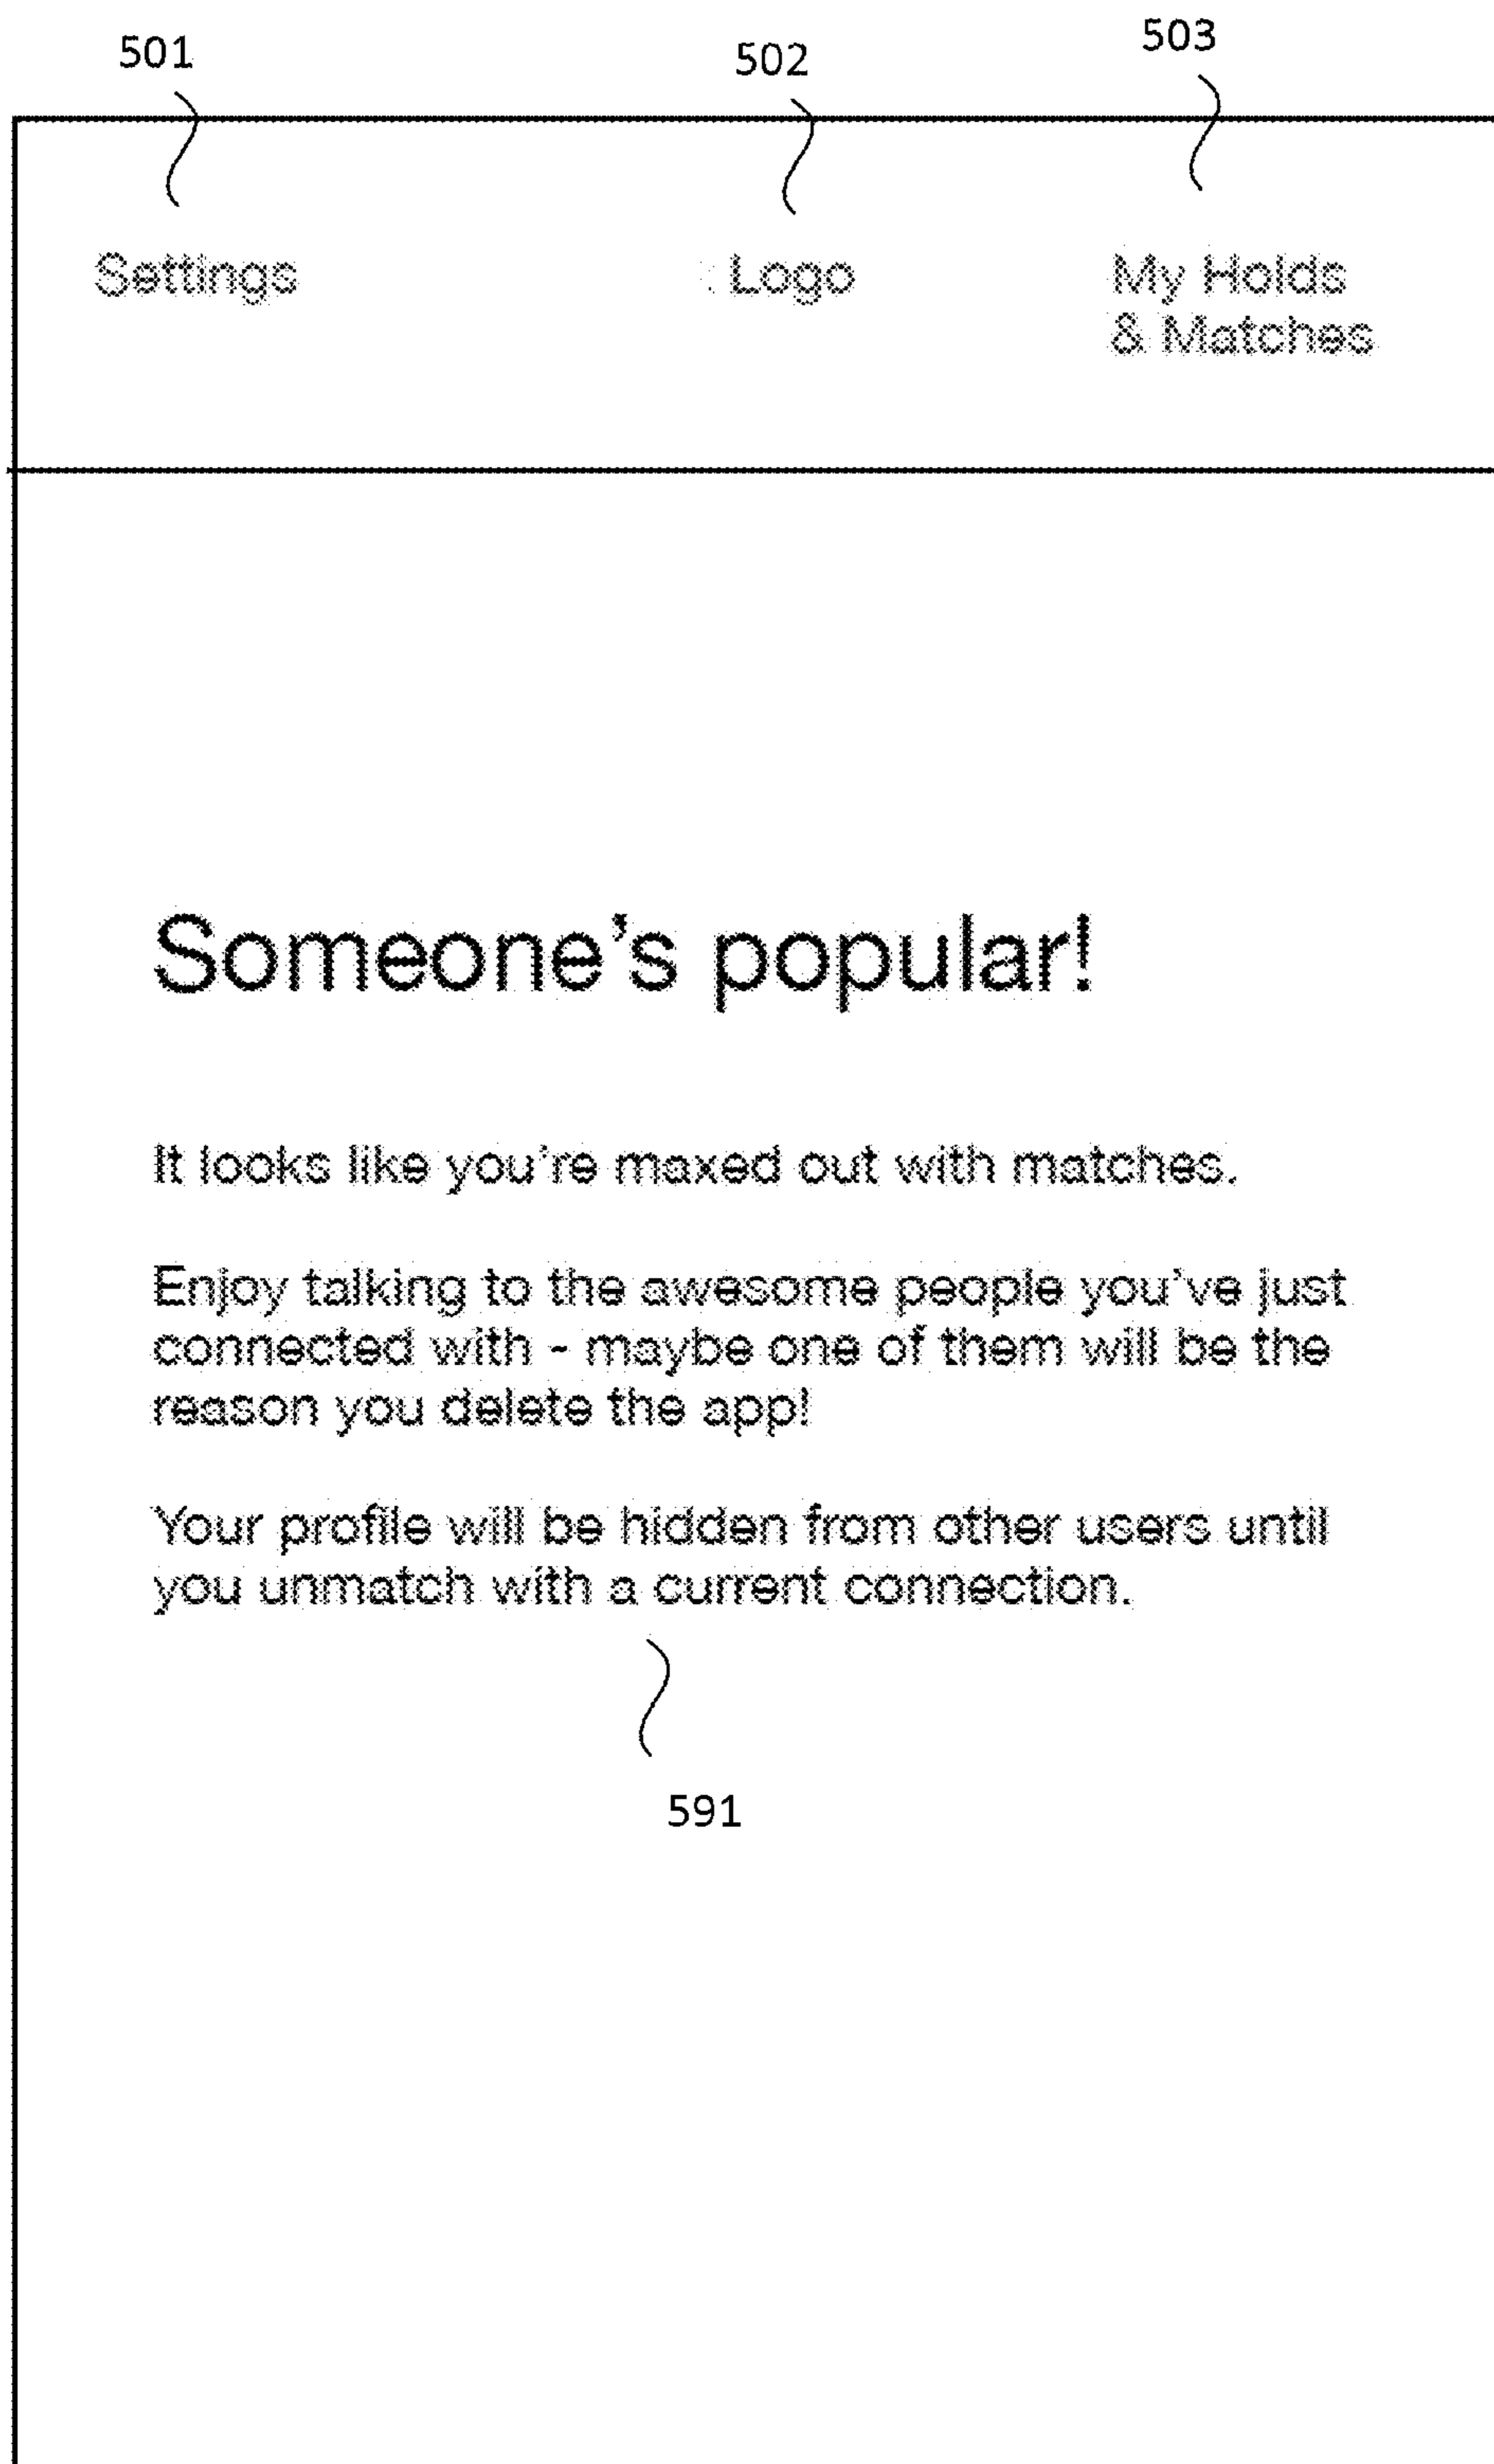 501 502 503
Settings Logo My Holds
& Matches
Someone's popular!
It looks like you're maxed out with matches.
Enjoy talking to the awesome people you've just
connected with - maybe one of them will be the
reason you delete the app!
Your profile will be hidden from other users until
you unmatch with a current connection.
591